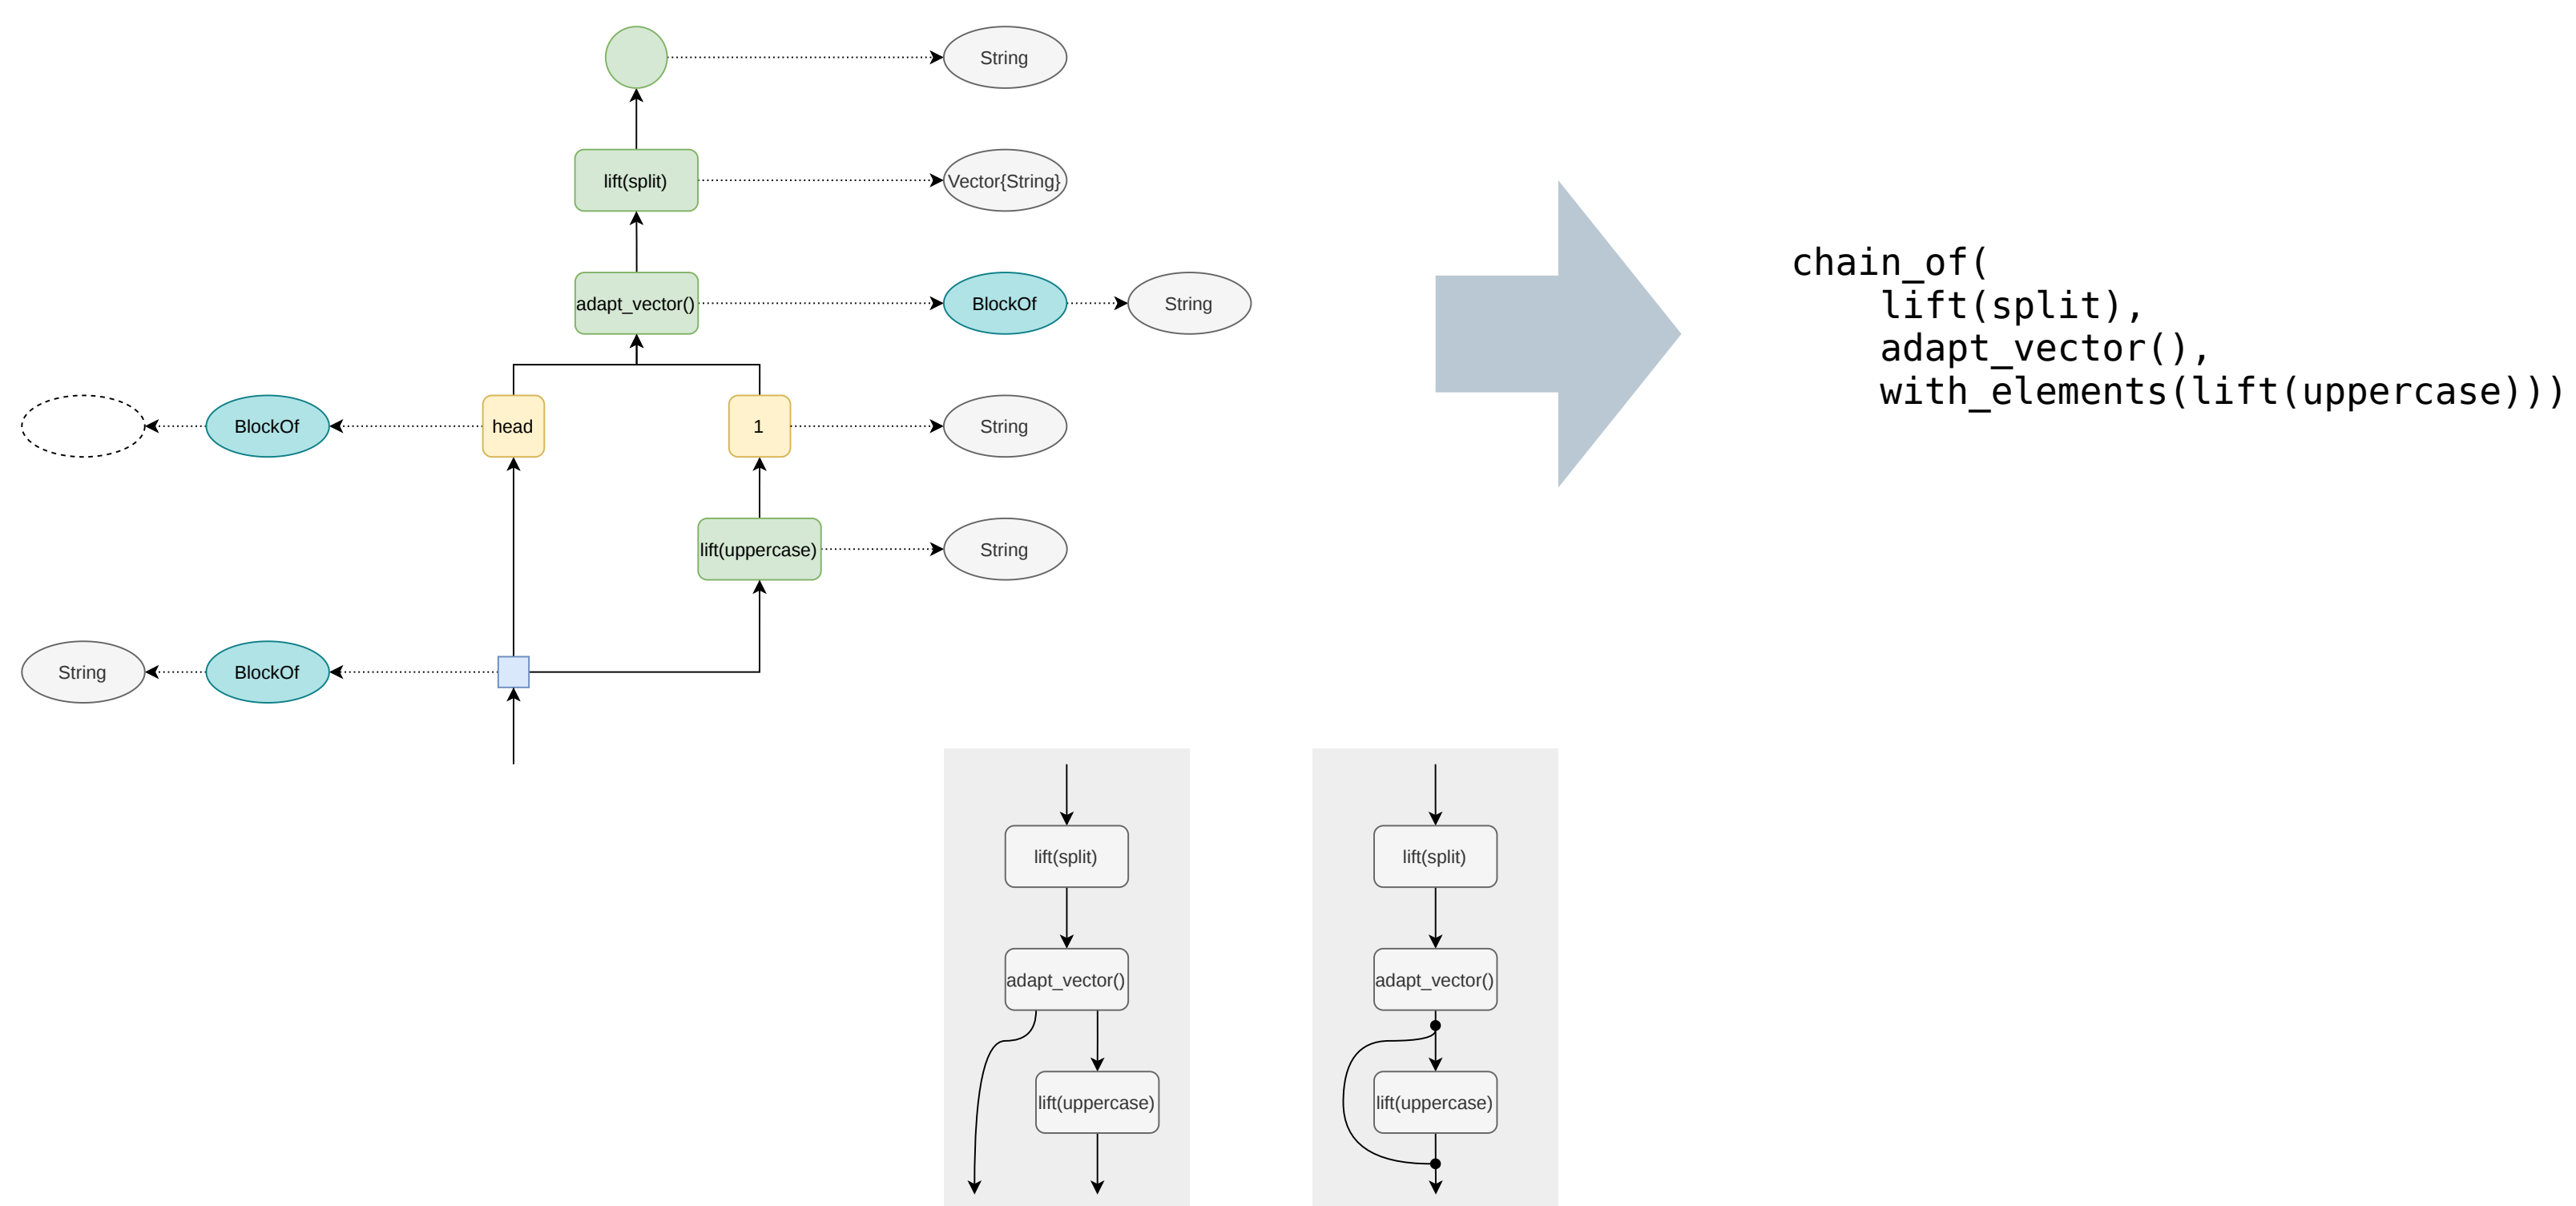 String
lift(split)
Vector{String}
adapt_vector()
BlockOf
String
BlockOf
head
1
String
lift(uppercase)
String
String
BlockOf
chain_of(
    lift(split),
    adapt_vector(),
    with_elements(lift(uppercase)))
lift(split)
adapt_vector()
lift(uppercase)
lift(split)
adapt_vector()
lift(uppercase)